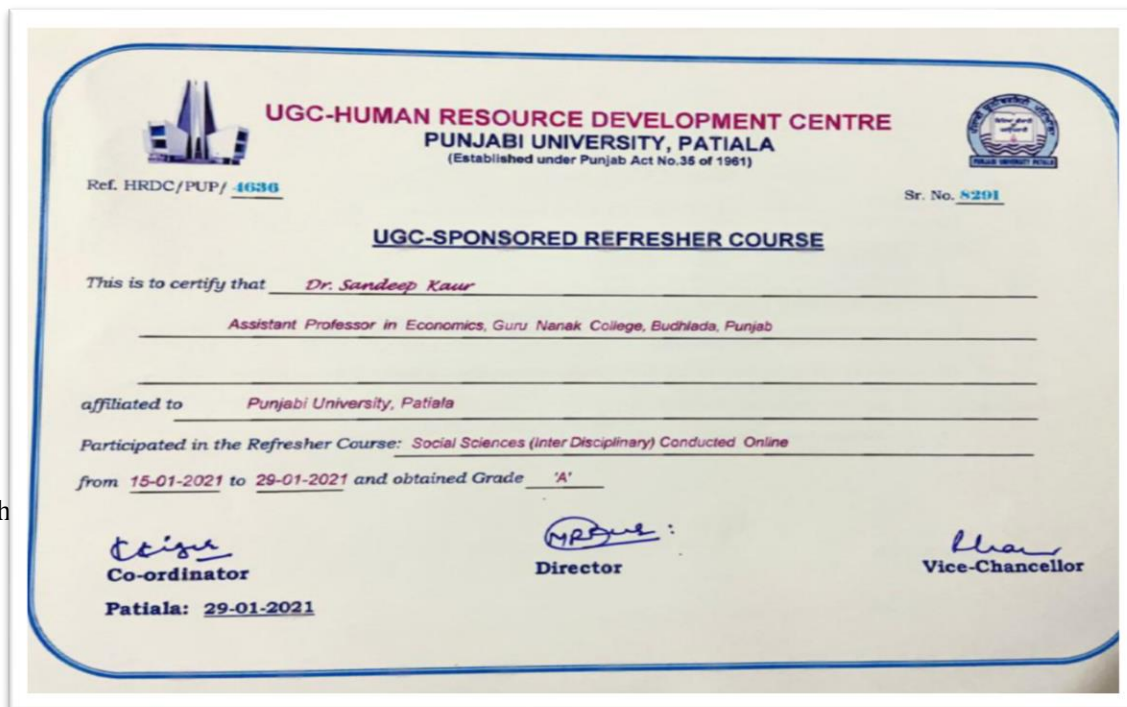 UGC-HUMAN RESOURCE DEVELOPMENT CENTRE
PUNJABI UNIVERSITY, PATIALA
(Established under Punjab Act No.35 of 1961)
PUNJABI UNIVERSITY PATIALA
Ref. HRDC/PUP/ 4636
Sr. No. 8291
UGC-SPONSORED REFRESHER COURSE
This is to certify that Dr. Sandeep Kaur
Assistant Professor in Economics, Guru Nanak College, Budhlada, Punjab
affiliated to Punjabi University, Patiala
Participated in the Refresher Course: Social Sciences (Inter Disciplinary) Conducted Online
from 15-01-2021 to 29-01-2021 and obtained Grade 'A'
h
Co-ordinator
Director
Vice-Chancellor
Patiala: 29-01-2021